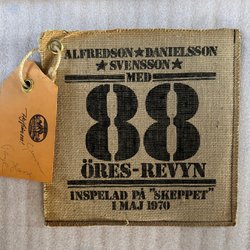 ALFREDSON★DANIELSSON
★SVENSSON★
MED
88
ÖRES-REVYN
INSPELAD PÅ "SKEPPET"
1 MAJ 1970